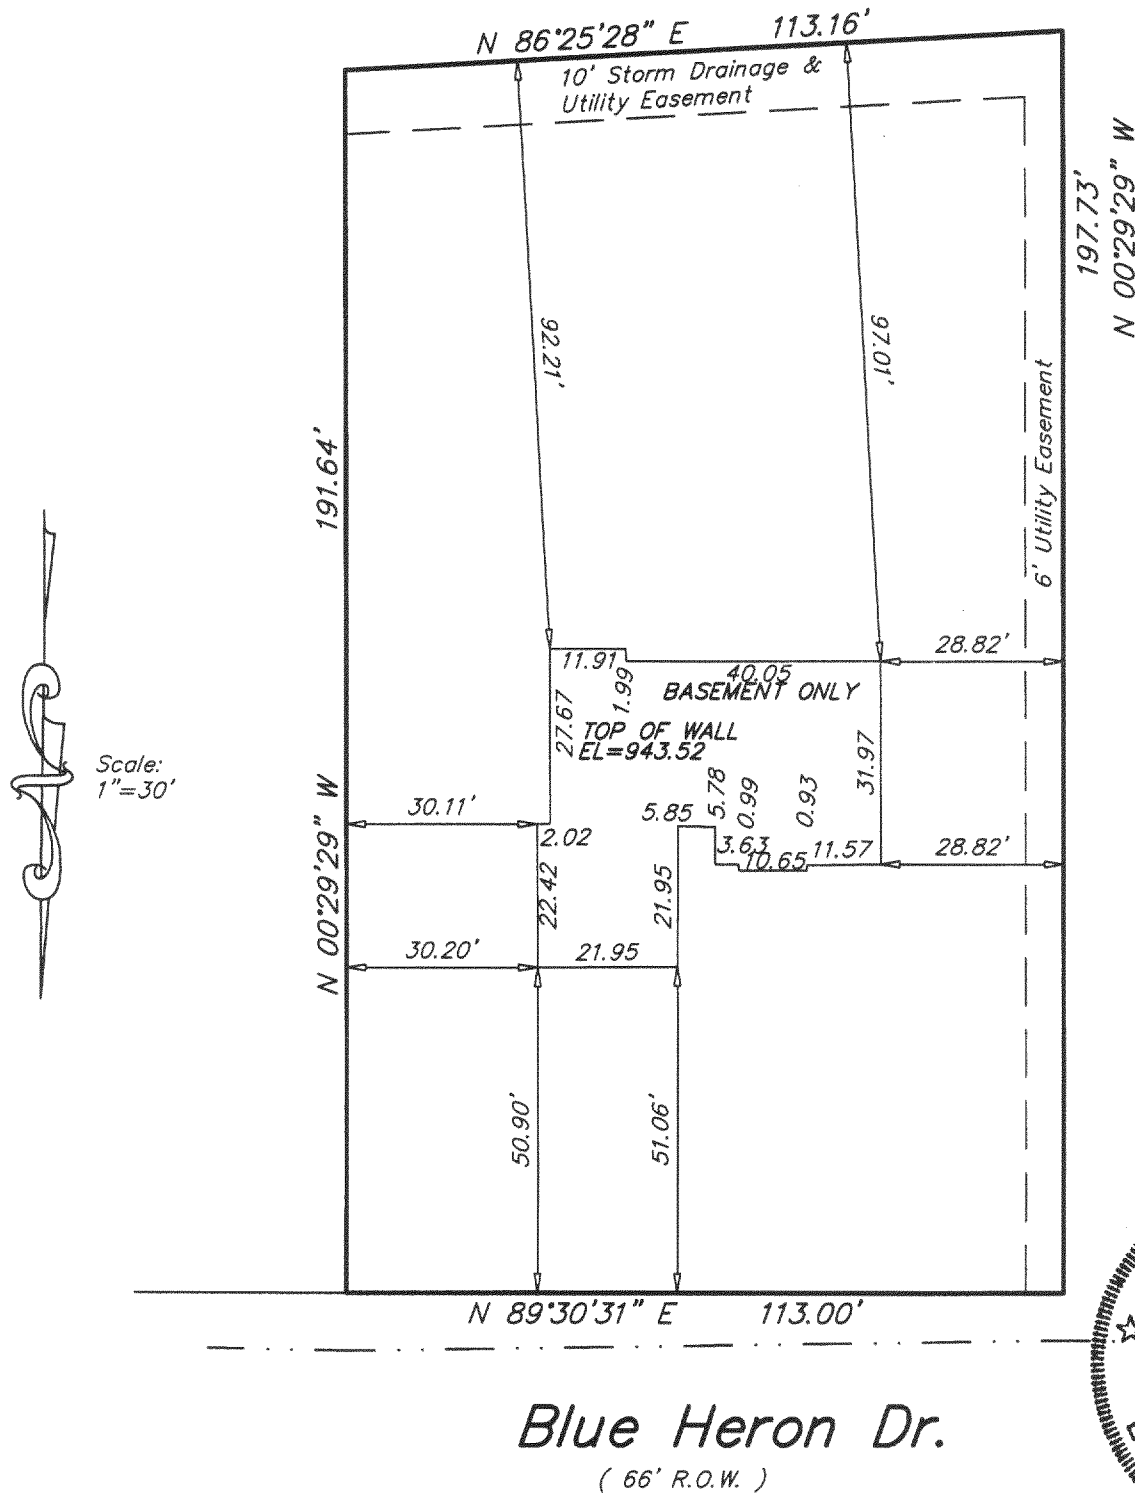 N 86°25'28" E 113.16'
10' Storm Drainage &
Utility Easement
197.73'
N 00°29'29" W
92.21'
97.01'
6' Utility Easement
191.64'
N 00°29'29" W
Scale:
1"=30'
28.82'
11.91
1.99
40.05
BASEMENT ONLY
27.67
TOP OF WALL
EL=943.52
31.97
30.11'
2.02
5.85
5.78
0.99
0.93
3.63
10.65
11.57
28.82'
22.42
21.95
30.20'
21.95
50.90'
51.06'
N 89°30'31" E 113.00'
Blue Heron Dr.
( 66' R.O.W. )